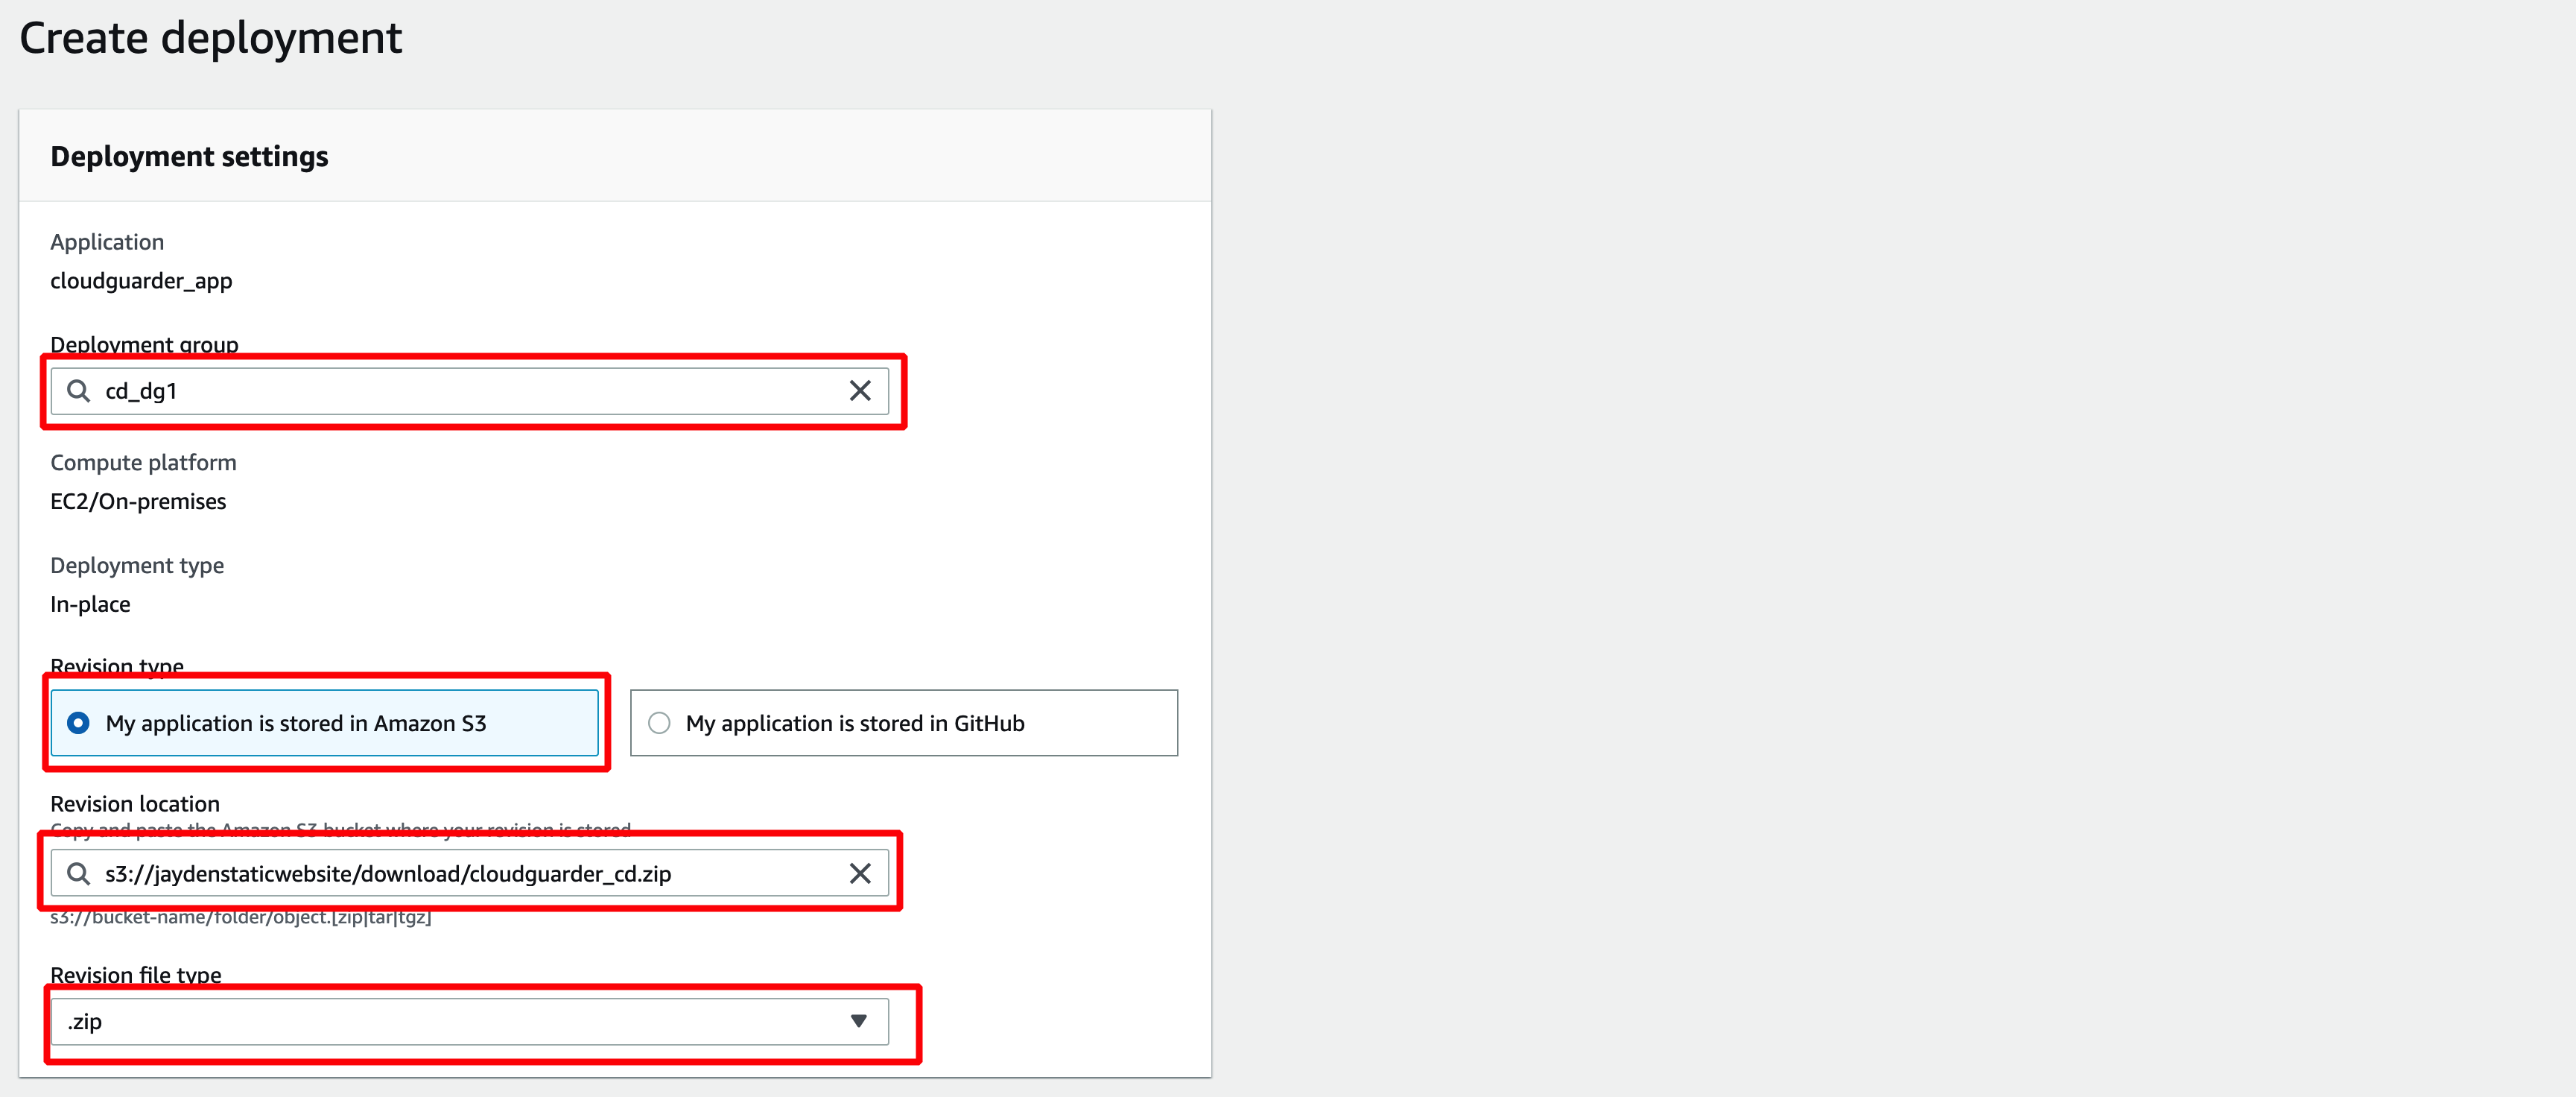 Create deployment
Deployment settings
Application
cloudguarder_app
Deployment group
cd_dg1
Compute platform
EC2/On-premises
Deployment type
In-place
Revision type
My application is stored in Amazon S3
My application is stored in GitHub
Revision location
Copy and paste the Amazon S3 bucket where your revision is stored
s3://jaydenstaticwebsite/download/cloudguarder_cd.zip
s3://bucket-name/folder/object.[zip|tar|tgz]
Revision file type
.zip